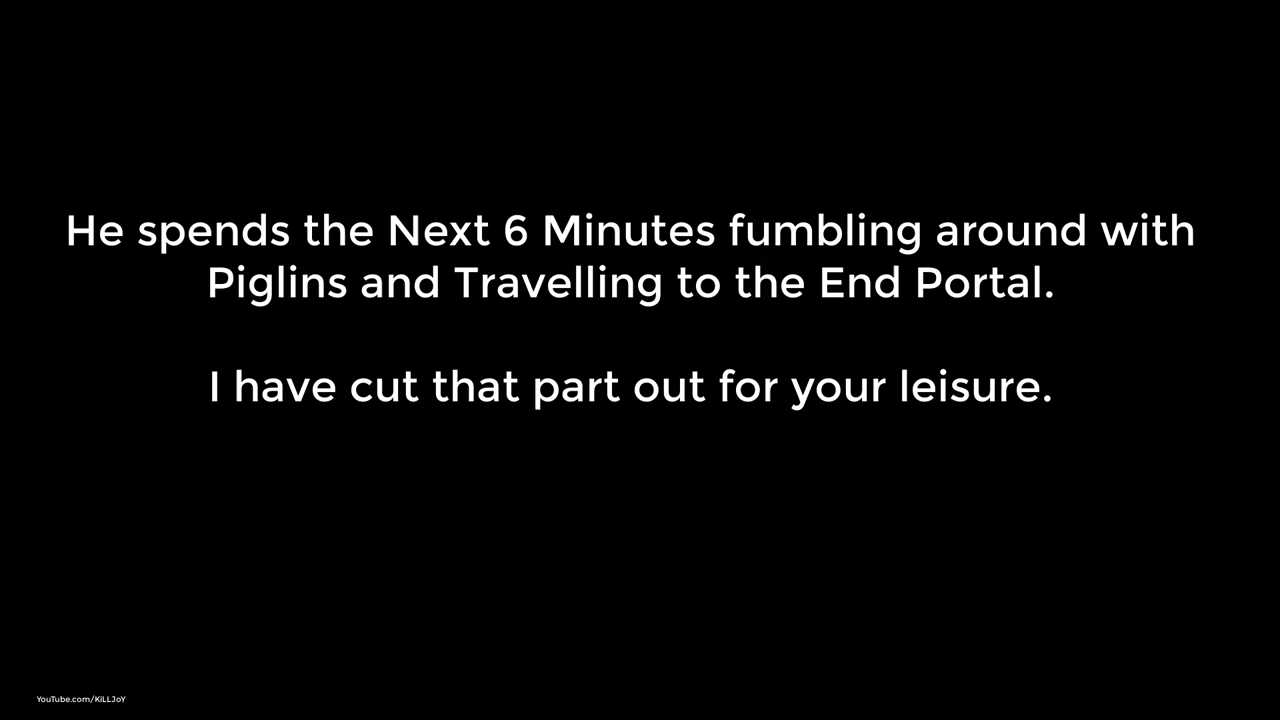 He spends the Next 6 Minutes fumbling around with
Piglins and Travelling to the End Portal.
I have cut that part out for your leisure.
YouTube.com/KiLLJoY